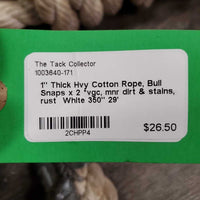 The Tack Collector
1003640-171
1" Thick Hvy Cotton Rope, Bull
Snaps x 2 *vgc, mnr dirt & stains,
rust White 350" 29'
2CHPP4
$26.50